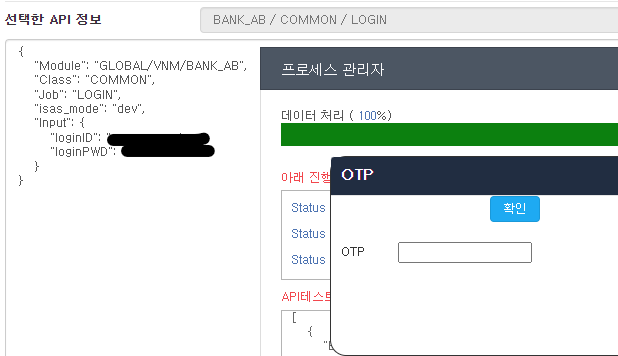 선택한 API 정보
BANK_AB / COMMON / LOGIN
{
"Module": "GLOBAL/VNM/BANK_AB",
"Class": "COMMON",
"Job": "LOGIN",
"isas_mode": "dev",
"Input": {
"loginID": "
"loginPWD":
}
}
프로세스 관리자
데이터 처리 ( 100%)
아래 진행
Status
Status
Status
API테스트
[
{
OTP
확인
OTP